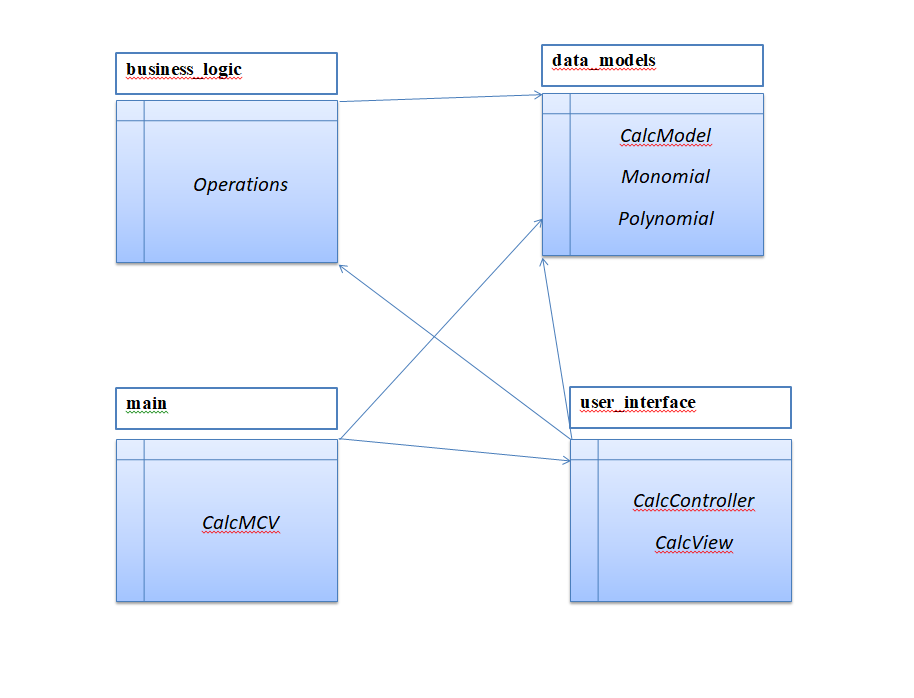 business_logic
Operations
data_models
CalcModel
Monomial
Polynomial
main
CalcMCV
user_interface
CalcController
CalcView